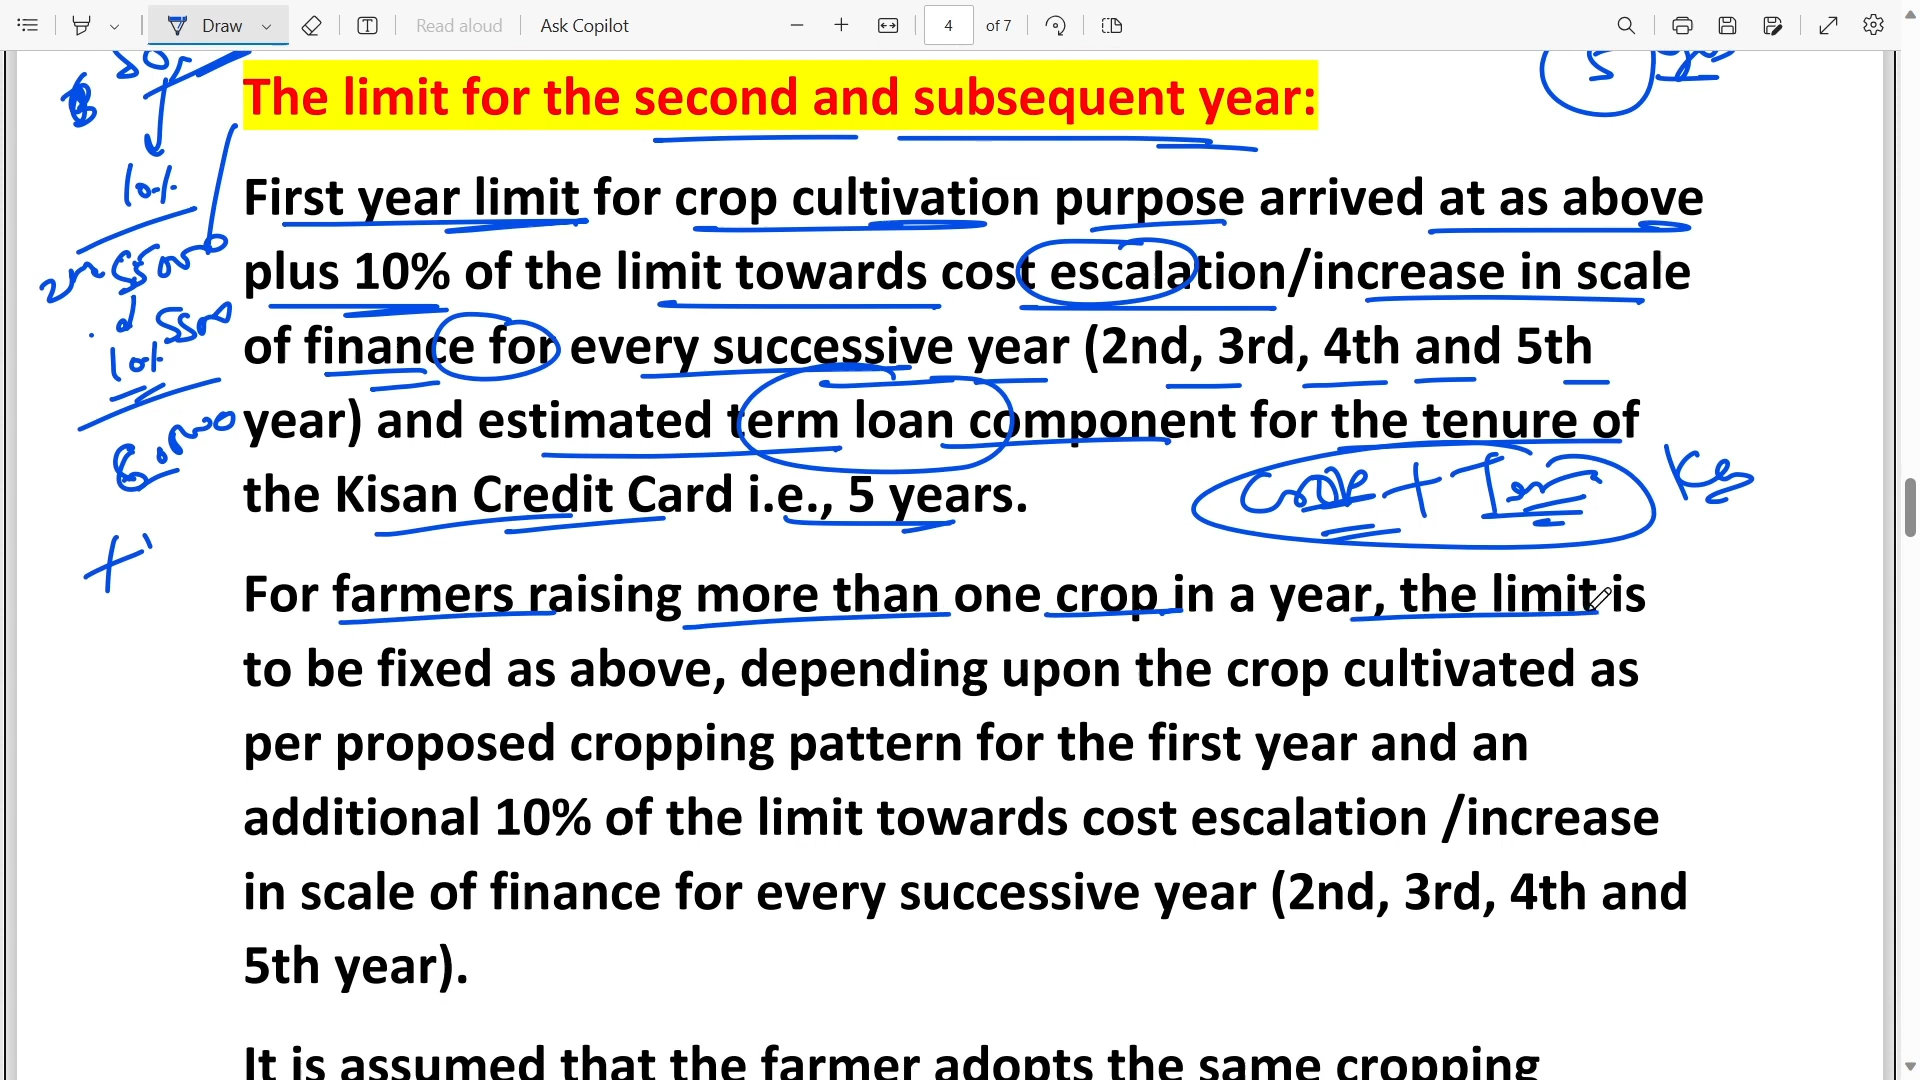 Draw
Read aloud
Ask Copilot
4
of 7
The limit for the second and subsequent year:
First year limit for crop cultivation purpose arrived at as above
plus 10% of the limit towards cost escalation/increase in scale
of finance for every successive year (2nd, 3rd, 4th and 5th
year) and estimated term loan component for the tenure of
the Kisan Credit Card i.e., 5 years.
For farmers raising more than one crop in a year, the limit is
to be fixed as above, depending upon the crop cultivated as
per proposed cropping pattern for the first year and an
additional 10% of the limit towards cost escalation /increase
in scale of finance for every successive year (2nd, 3rd, 4th and
5th year).
It is assumed that the farmer adopts the same cropping
10%
55000
5500
10%
5